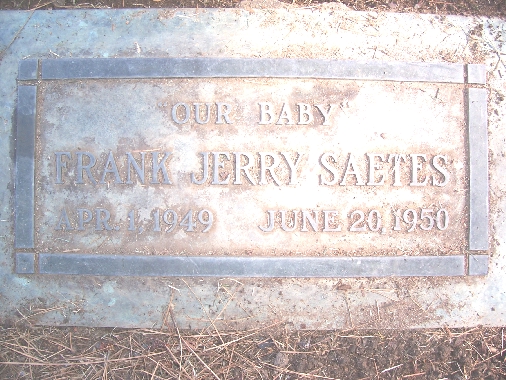 "OUR BABY"
FRANK JERRY SAETES
APR. 1, 1949 JUNE 20, 1950